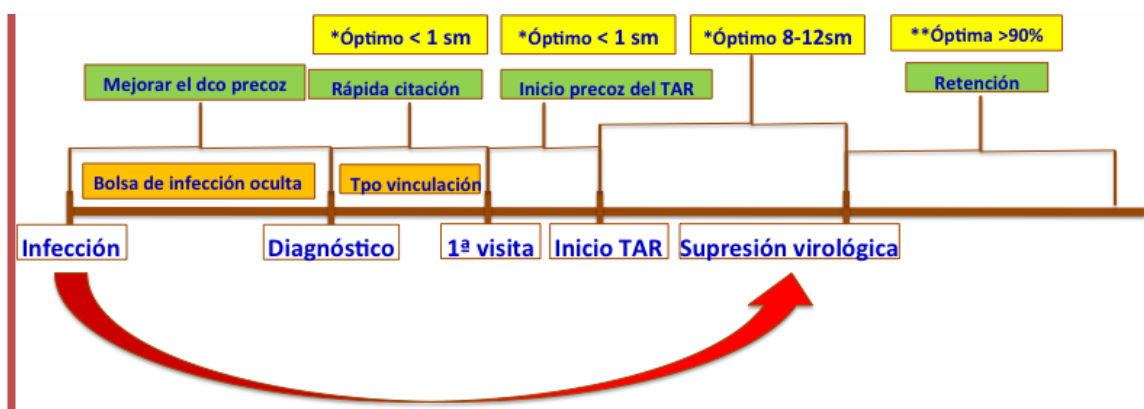 *Óptimo < 1 sm
*Óptimo < 1 sm
*Óptimo 8-12sm
**Óptima >90%
Mejorar el dco precoz
Rápida citación
Inicio precoz del TAR
Retención
Bolsa de infección oculta
Tpo vinculación
Infección
Diagnóstico
1ª visita
Inicio TAR
Supresión virológica